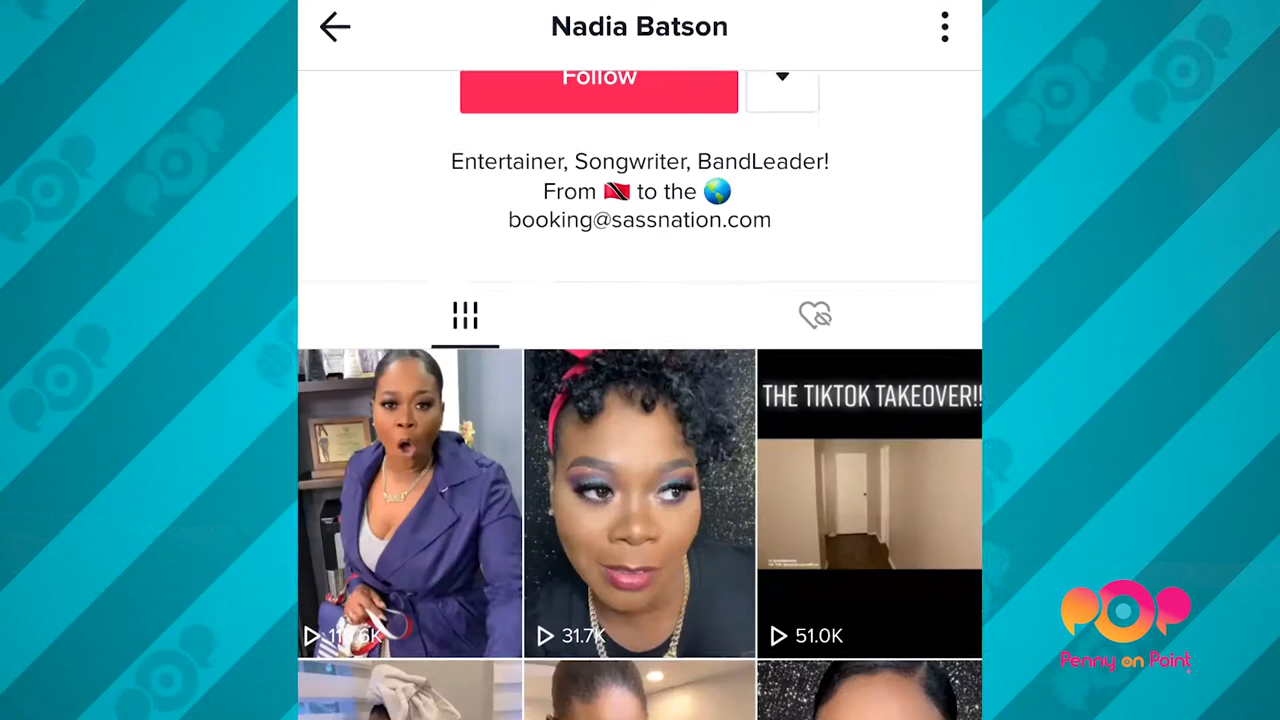 Nadia Batson
Follow
Entertainer, Songwriter, BandLeader!
From 🇹🇹 to the 🌎
booking@sassnation.com
THE TIKTOK TAKEOVER!!
31.7K
51.0K
POP
Penny on Point